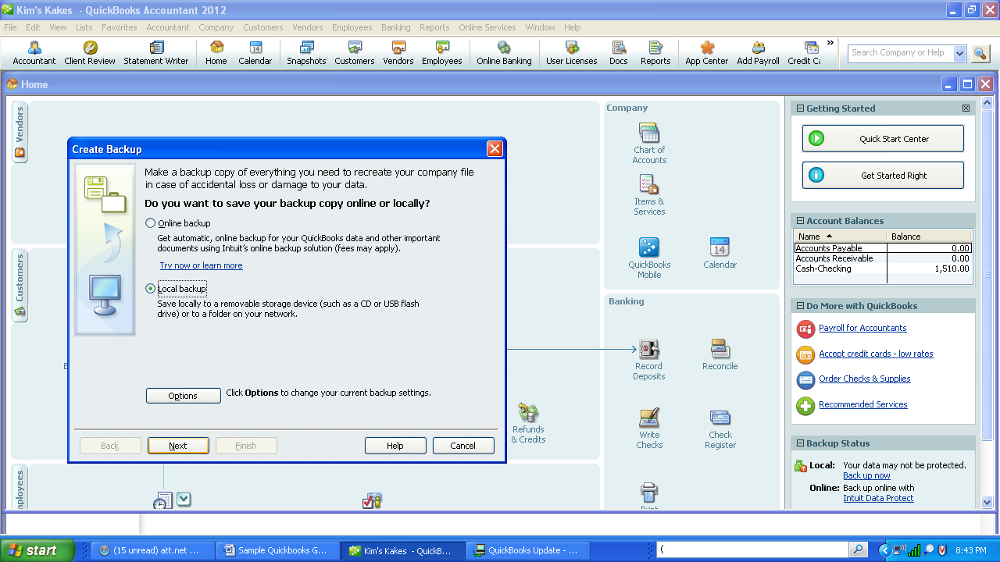 Kim's Kakes - QuickBooks Accountant 2012
File Edit View Lists Favorites Accountant Company Customers Vendors Employees Banking Reports Online Services Window Help
Accountant Client Review Statement Writer Home Calendar Snapshots Customers Vendors Employees Online Banking User Licenses Docs Reports App Center Add Payroll Credit Ca »
Search Company or Help
Home
Vendors
Customers
mployees
Create Backup
Make a backup copy of everything you need to recreate your company file
in case of accidental loss or damage to your data.
Do you want to save your backup copy online or locally?
Online backup
Get automatic, online backup for your QuickBooks data and other important
documents using Intuit's online backup solution (fees may apply).
Try now or learn more
Local backup
Save locally to a removable storage device (such as a CD or USB flash
drive) or to a folder on your network.
Options Click Options to change your current backup settings.
Back Next Finish Help Cancel
E
Refunds
& Credits
Company
Chart of
Accounts
Items &
Services
QuickBooks
Mobile
14
Calendar
Banking
Record
Deposits
Reconcile
Write
Checks
Check
Register
Print
Getting Started
Quick Start Center
Get Started Right
Account Balances
Name Balance
Accounts Payable 0.00
Accounts Receivable 0.00
Cash-Checking 1,510.00
Do More with QuickBooks
Payroll for Accountants
Accept credit cards - low rates
Order Checks & Supplies
Recommended Services
Backup Status
Local: Your data may not be protected.
Back up now
Online: Back up online with
Intuit Data Protect
start (15 unread) att.net ... Sample Quickbooks G... Kim's Kakes - QuickB... QuickBooks Update - ... ( 8:43 PM